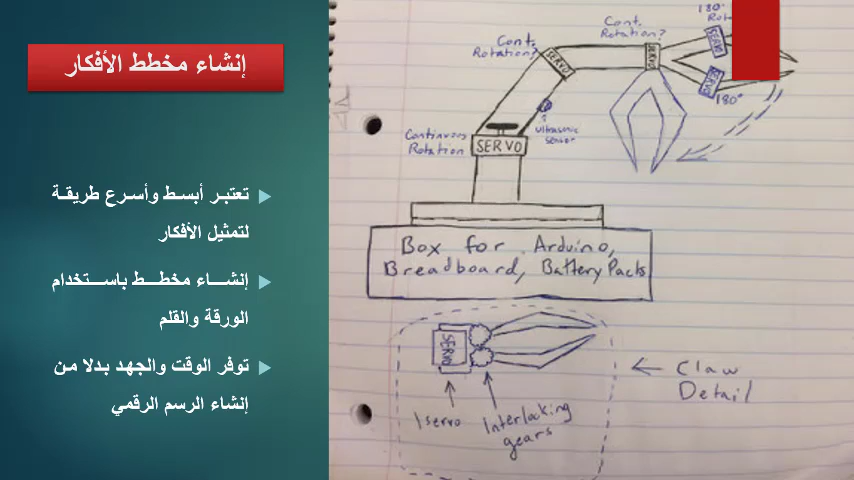 إنشاء مخطط الأفكار
تعتبر أبسط وأسرع طريقة
لتمثيل الأفكار
إنشاء مخطط باستخدام
الورقة والقلم
توفر الوقت والجهد بدلا من
إنشاء الرسم الرقمي
180°
Cont.
Rotation?
SERVO
Cont.
Rotation?
SERVO
SERVO
SERVO
180°
ultrasonic
sensor
Continuous
Rotation
SERVO
Box for Arduino,
Breadboard, Battery Packs
SERVO
Claw
Detail
1 servo
Interlocking
gears